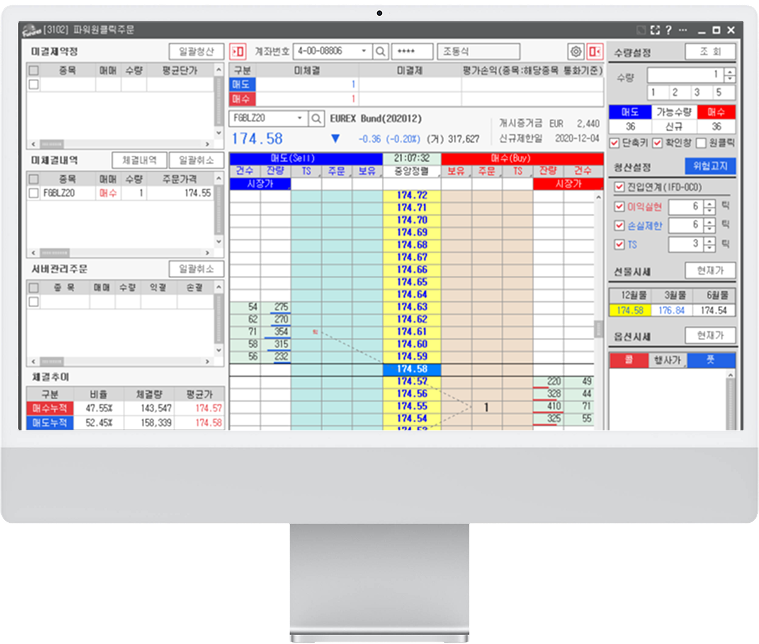 [3102] 파워원클릭주문
미결제약정 일괄청산
종목 매매 수량 평균단가
미체결내역 체결내역 일괄취소
종목 매매 수량 주문가격
FGBLZ20 매수 1 174.55
서버관리주문 일괄취소
종 목 매매 수량 익절 손절
체결추이
구분 비율 체결량 평균가
매수누적 47.55% 143,547 174.57
매도누적 52.45% 158,339 174.58
계좌번호 4-00-08806 **** 조동식
구분 미체결 미결제 평가손익(종목:해당종목 통화기준)
매도 1
매수 1
FGBLZ20 EUREX Bund(202012) 개시증거금 EUR 2,440
174.58 ▼ -0.36 (-0.20%) (거) 317,627 신규제한일 2020-12-04
매도(Sell) 21:07:32 매수(Buy)
건수 잔량 TS 주문 보유 중앙정렬 보유 주문 TS 잔량 건수
시장가 시장가
174.72
174.71
174.70
174.69
174.68
174.67
174.66
174.65
174.64
54 275 174.63
62 270 174.62
71 354 174.61
58 315 174.60
56 232 174.59
174.58
174.57 220 49
174.56 328 44
174.55 1 410 71
174.54 325 55
174.53
수량설정 조 회
수량 1
1 2 3 5
매도 가능수량 매수
36 신규 36
단축키 확인창 원클릭
청산설정 위험고지
진입연계(IFD-OCO)
이익실현 6 틱
손실제한 6 틱
TS 3 틱
선물시세 현재가
12월물 3월물 6월물
174.58 176.84 174.54
옵션시세 현재가
콜 행사가 풋